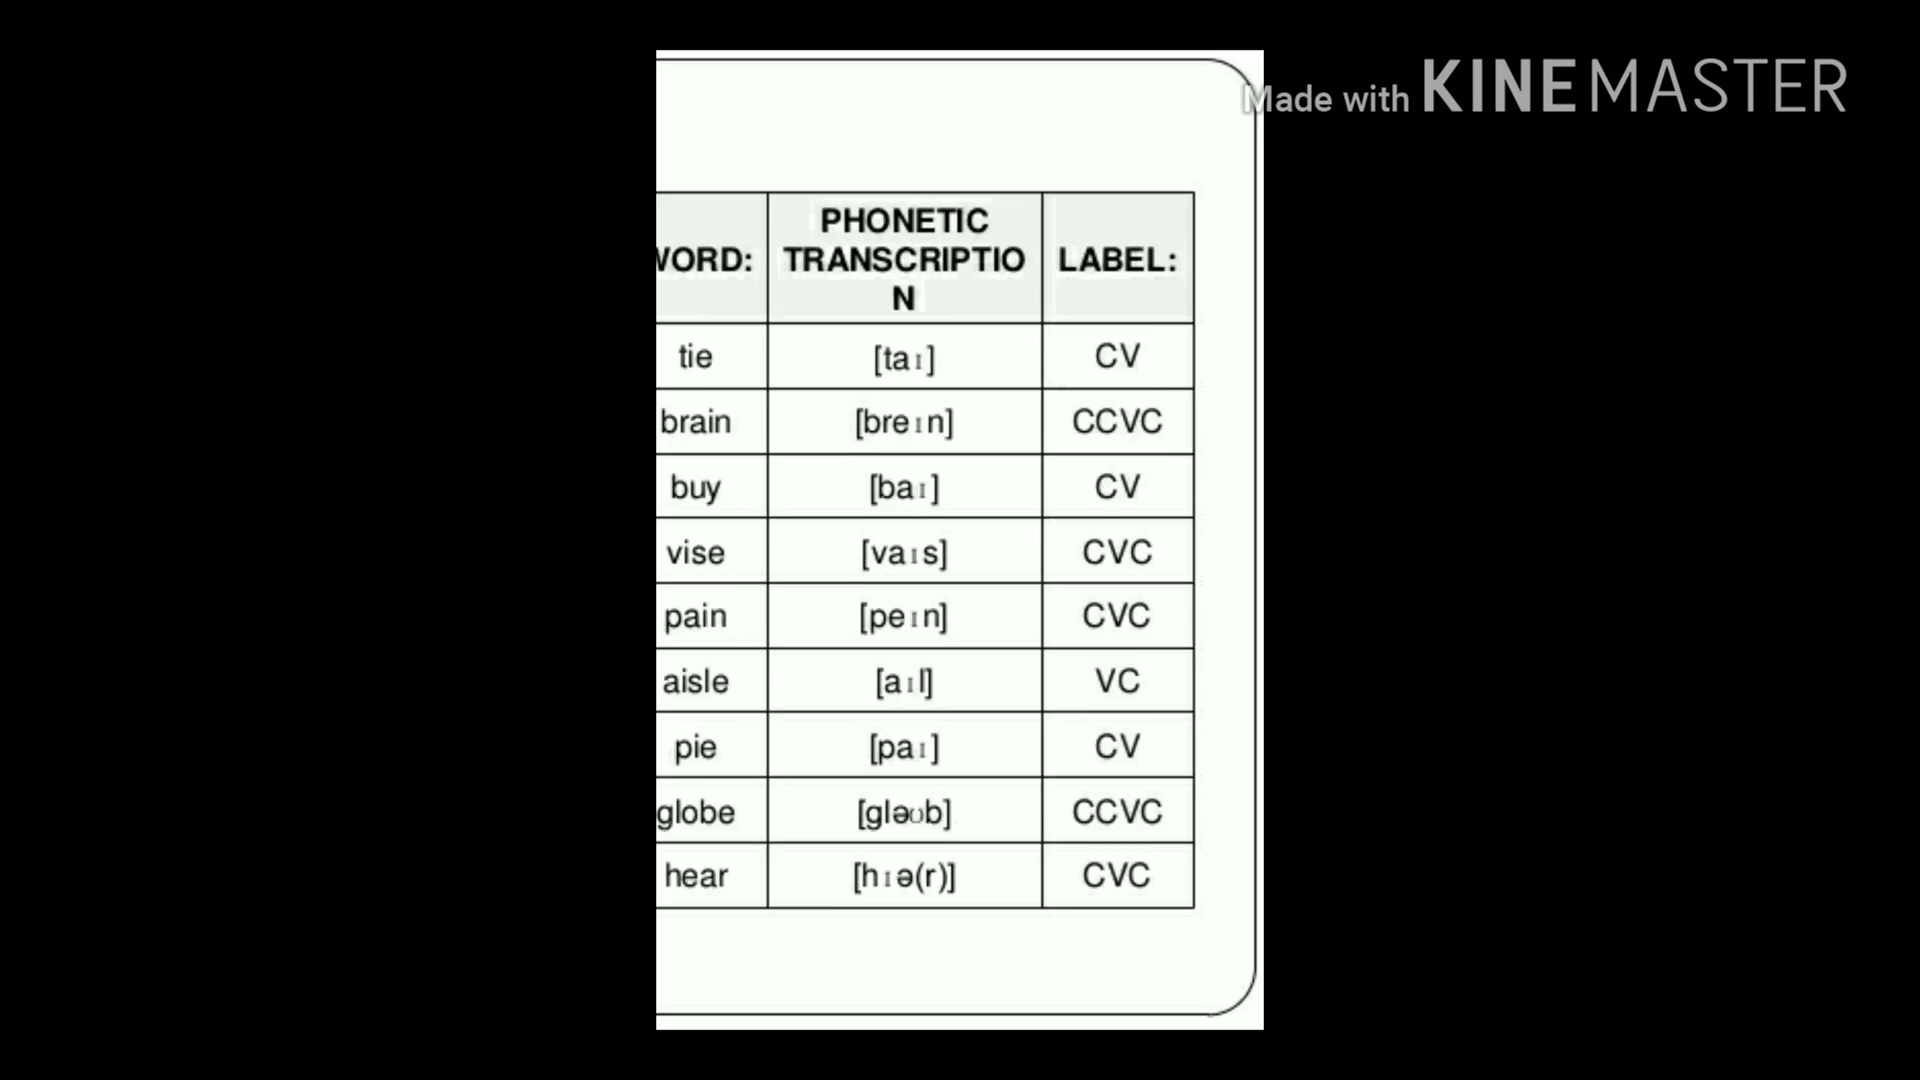 Made with KINEMASTER
WORD: PHONETIC TRANSCRIPTIO N LABEL:
tie [taɪ] CV
brain [breɪn] CCVC
buy [baɪ] CV
vise [vaɪs] CVC
pain [peɪn] CVC
aisle [aɪl] VC
pie [paɪ] CV
globe [gləʊb] CCVC
hear [hɪə(r)] CVC